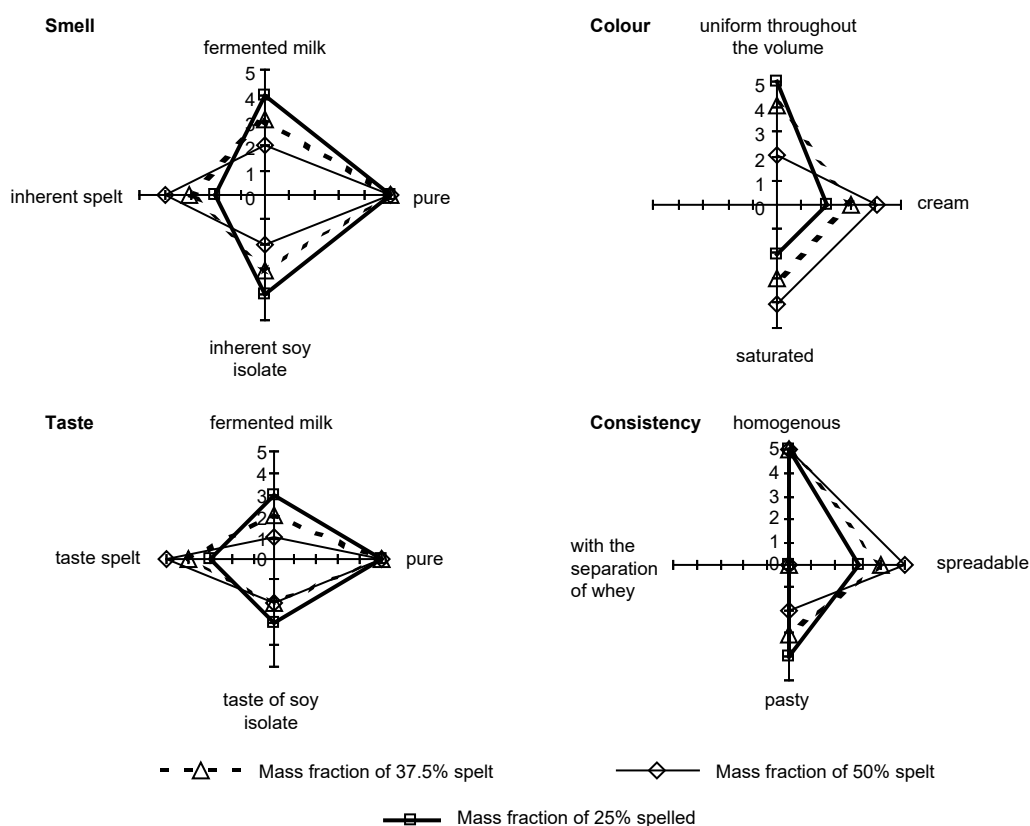 Smell
fermented milk
5
4
3
2
1
0
inherent spelt
pure
inherent soy
isolate
Colour
uniform throughout
the volume
5
4
3
2
1
0
cream
saturated
Taste
fermented milk
5
4
3
2
1
0
taste spelt
pure
taste of soy
isolate
Consistency
homogenous
5
4
3
2
1
0
with the
separation
of whey
spreadable
pasty
Mass fraction of 37.5% spelt
Mass fraction of 50% spelt
Mass fraction of 25% spelled